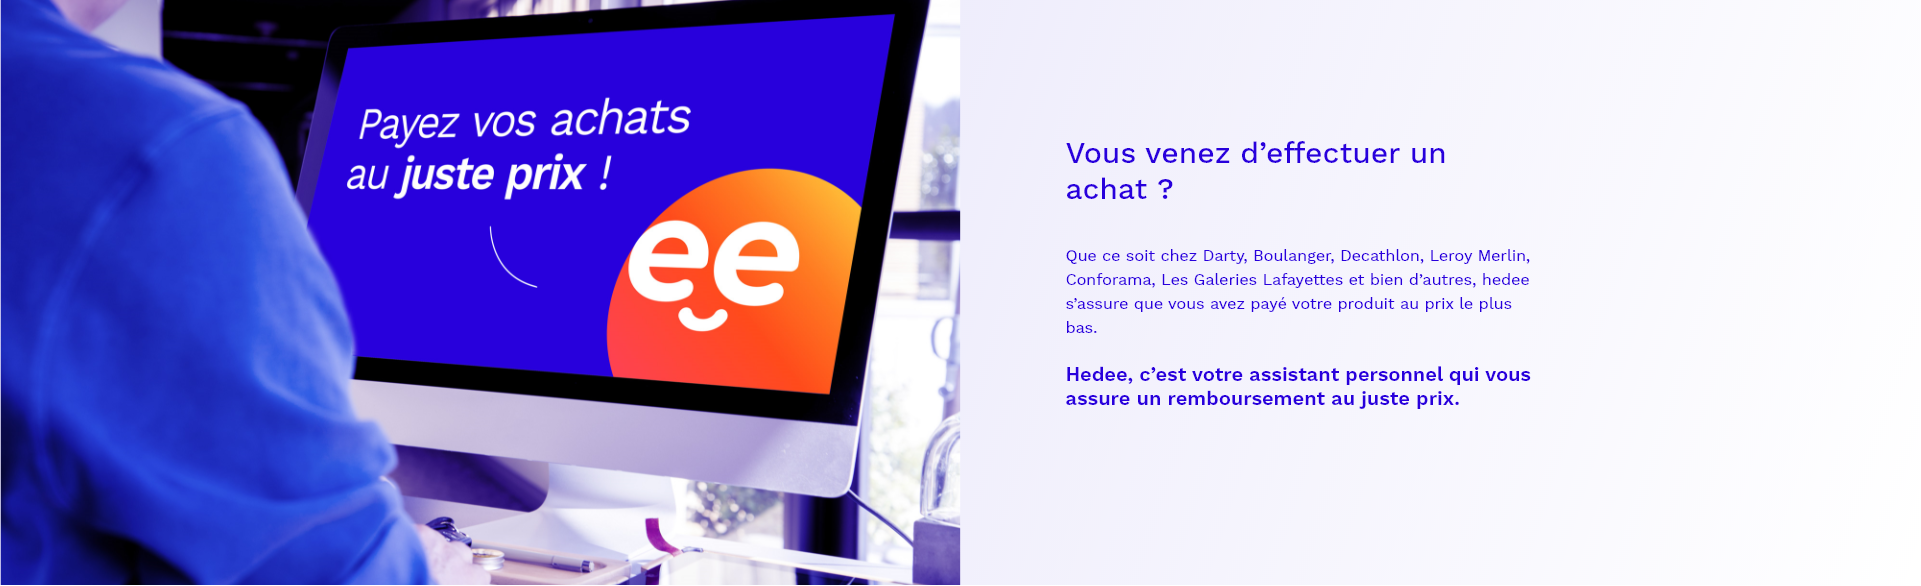 Payez vos achats
au juste prix !
ee
Vous venez d’effectuer un
achat ?
Que ce soit chez Darty, Boulanger, Decathlon, Leroy Merlin,
Conforama, Les Galeries Lafayettes et bien d’autres, hedee
s’assure que vous avez payé votre produit au prix le plus
bas.
Hedee, c’est votre assistant personnel qui vous
assure un remboursement au juste prix.